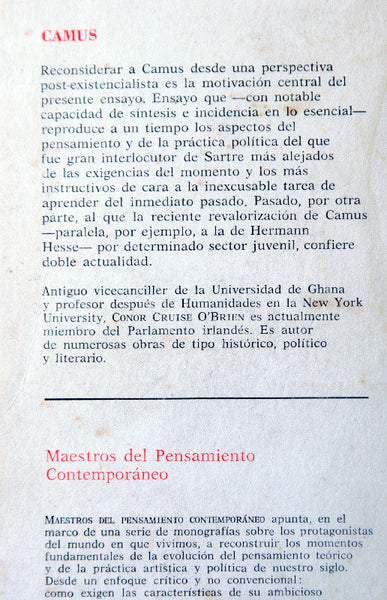 CAMUS
Reconsiderar a Camus desde una perspectiva
post-existencialista es la motivación central del
presente ensayo. Ensayo que —con notable
capacidad de síntesis e incidencia en lo esencial—
reproduce a un tiempo los aspectos del
pensamiento y de la práctica política del que
fue gran interlocutor de Sartre más alejados
de las exigencias del momento y los más
instructivos de cara a la inexcusable tarea de
aprender del inmediato pasado. Pasado, por otra
parte, al que la reciente revalorización de Camus
—paralela, por ejemplo, a la de Hermann
Hesse— por determinado sector juvenil, confiere
doble actualidad.
Antiguo vicecanciller de la Universidad de Ghana
y profesor después de Humanidades en la New York
University, CONOR CRUISE O'BRIEN es actualmente
miembro del Parlamento irlandés. Es autor
de numerosas obras de tipo histórico, político
y literario.
Maestros del Pensamiento
Contemporáneo
MAESTROS DEL PENSAMIENTO CONTEMPORÁNEO apunta, en el
marco de una serie de monografías sobre los protagonistas
del mundo en que vivimos, a reconstruir los momentos
fundamentales de la evolución del pensamiento teórico
y de la práctica artística y política de nuestro siglo.
Desde un enfoque crítico y no convencional:
como exigen las características de su ambicioso